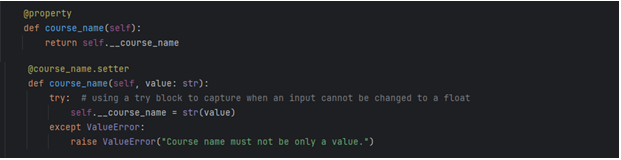 @property
def course_name(self):
    return self.__course_name
@course_name.setter
def course_name(self, value: str):
    try:  # using a try block to capture when an input cannot be changed to a float
        self.__course_name = str(value)
    except ValueError:
        raise ValueError("Course name must not be only a value.")